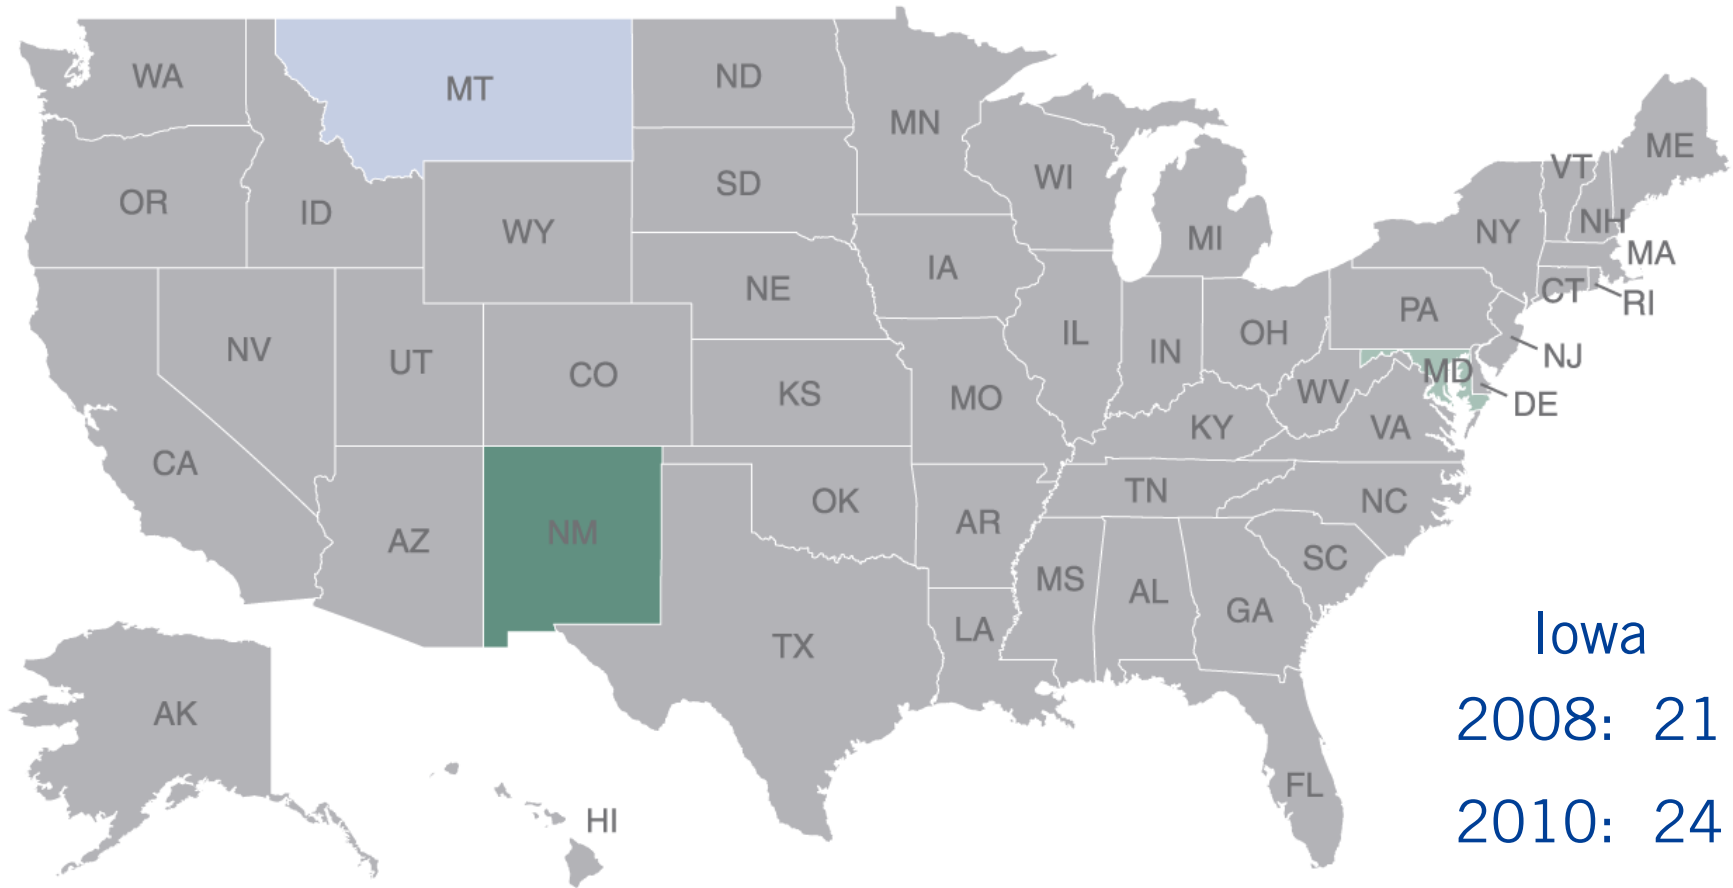 WA
MT
ND
MN
OR
ID
WY
SD
WI
MI
VT
ME
NY
NH
MA
NV
UT
CO
NE
IA
IL
IN
OH
PA
CT
RI
NJ
CA
AZ
NM
KS
MO
KY
WV
MD
DE
VA
OK
AR
TN
NC
SC
TX
LA
MS
AL
GA
FL
AK
HI
Iowa
2008: 21
2010: 24